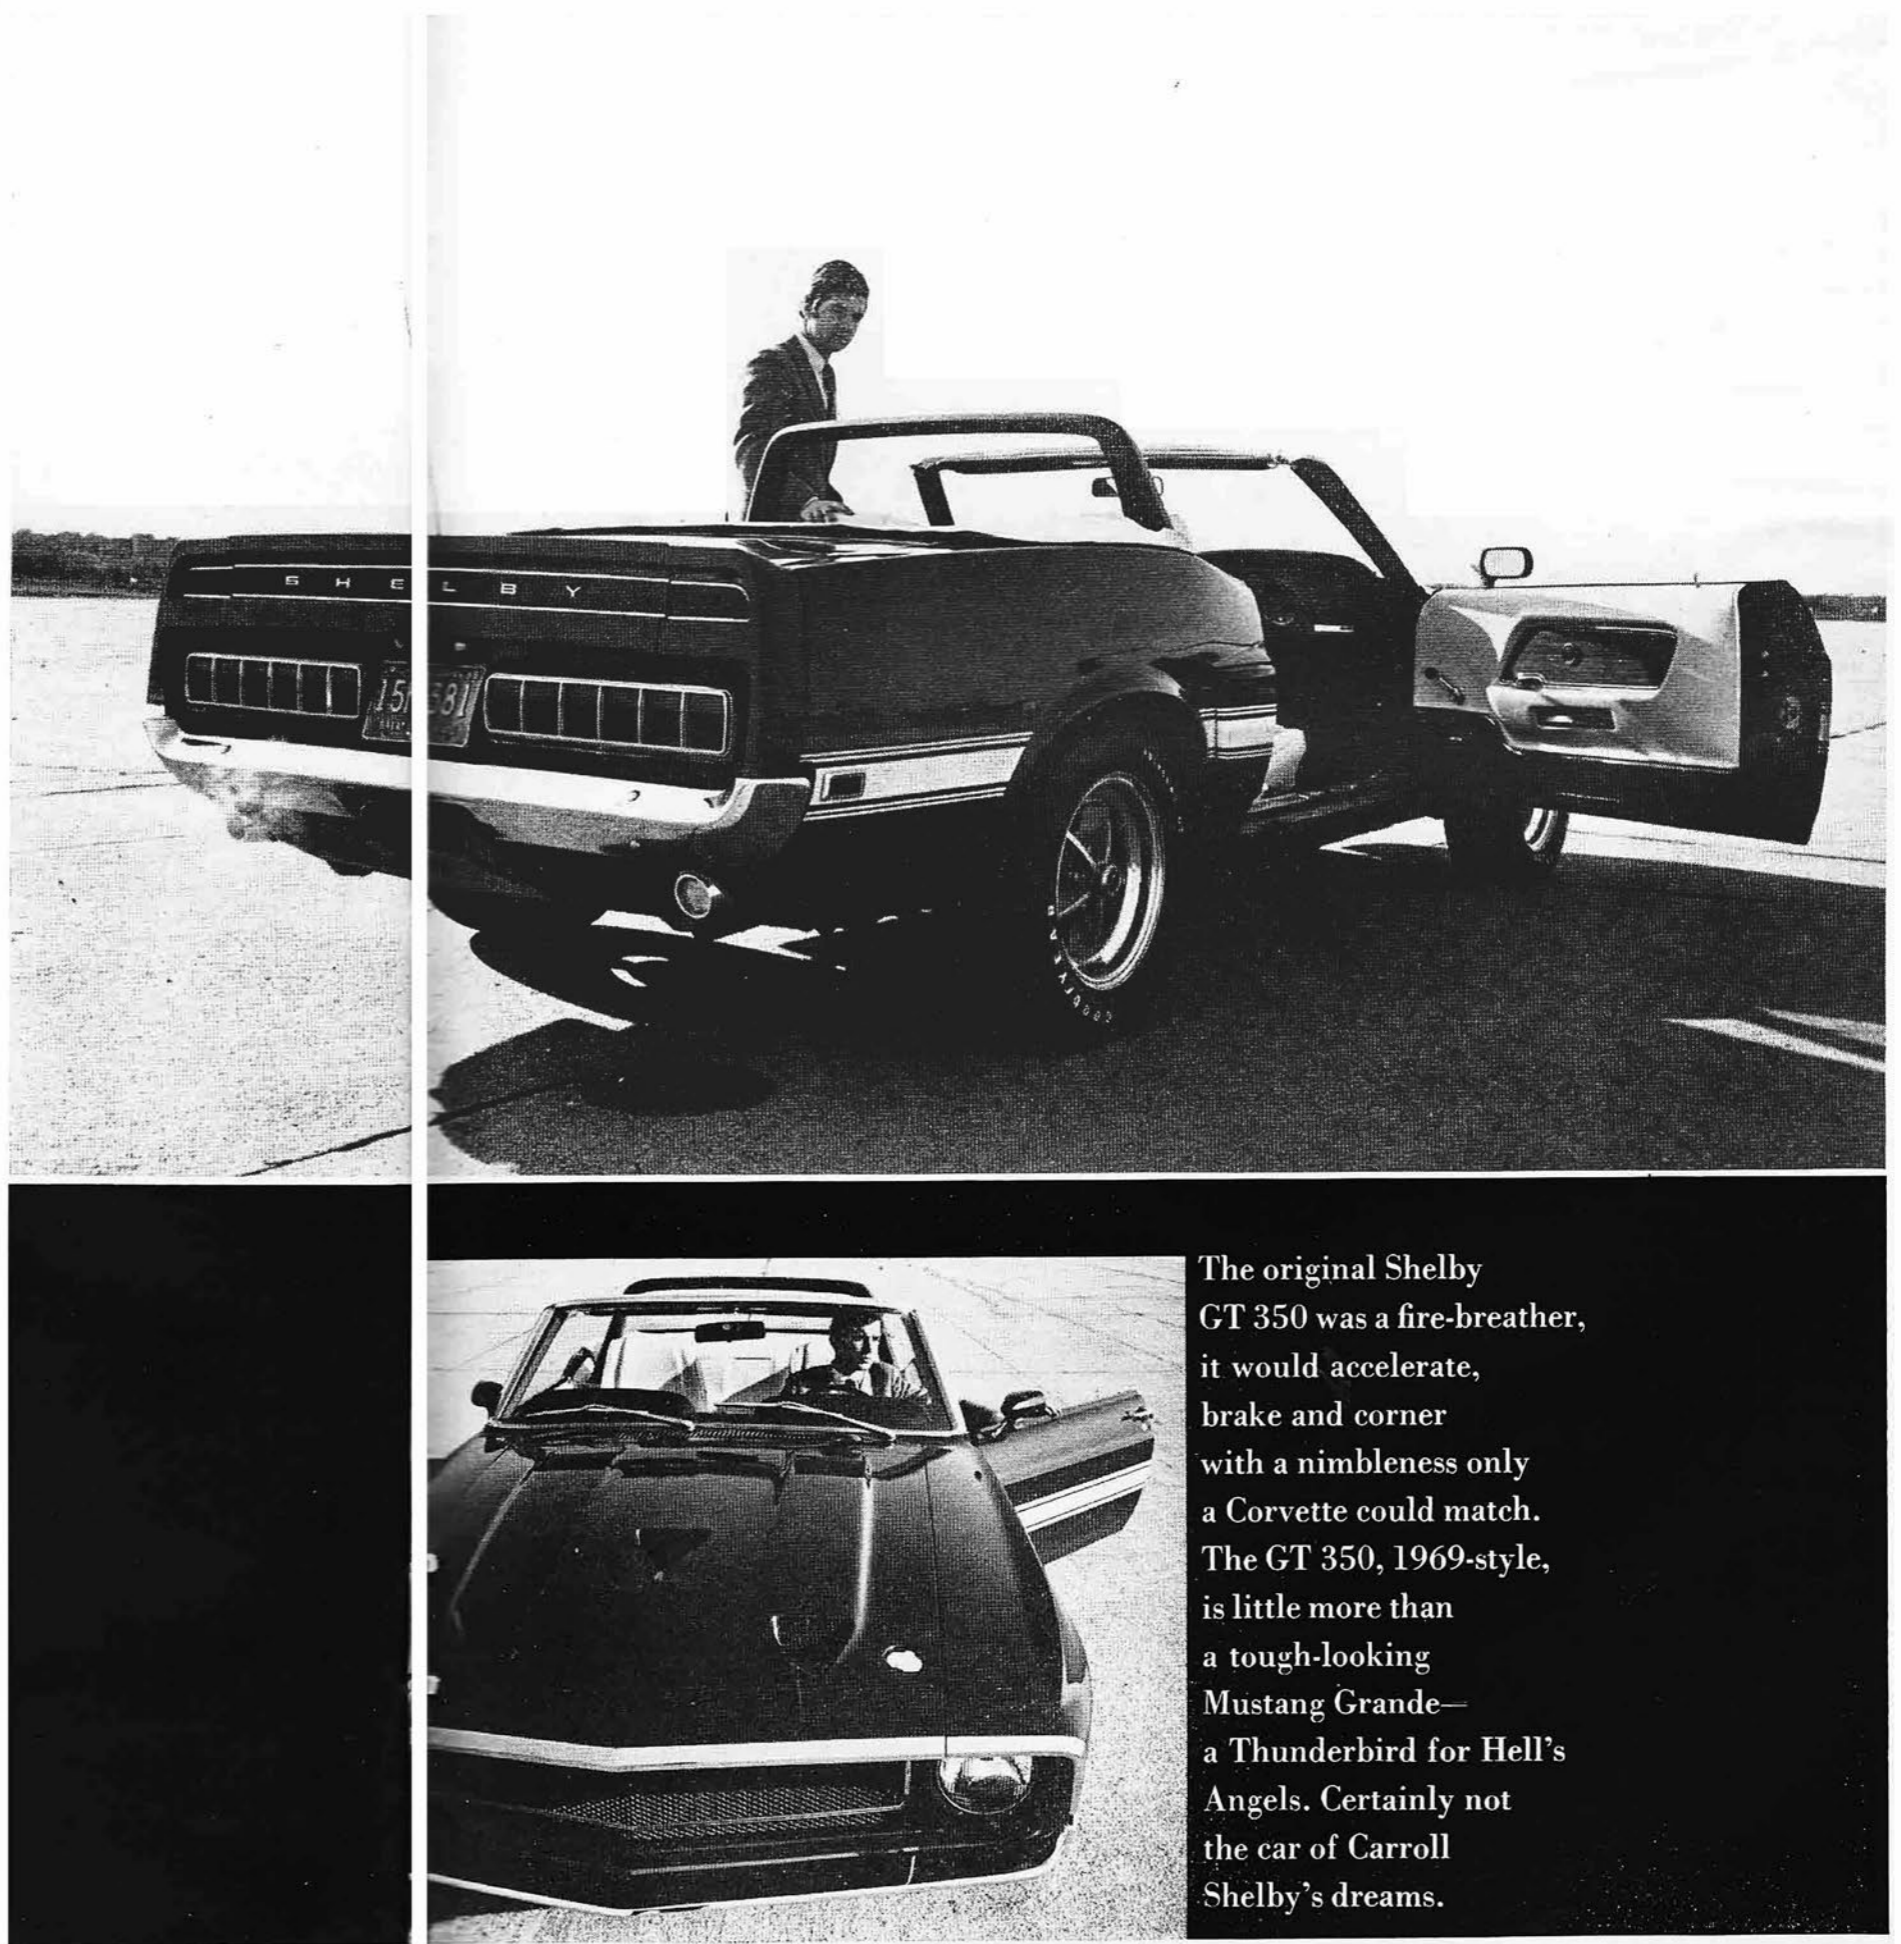 SHELBY
The original Shelby
GT 350 was a fire-breather,
it would accelerate,
brake and corner
with a nimbleness only
a Corvette could match.
The GT 350, 1969-style,
is little more than
a tough-looking
Mustang Grande—
a Thunderbird for Hell's
Angels. Certainly not
the car of Carroll
Shelby's dreams.